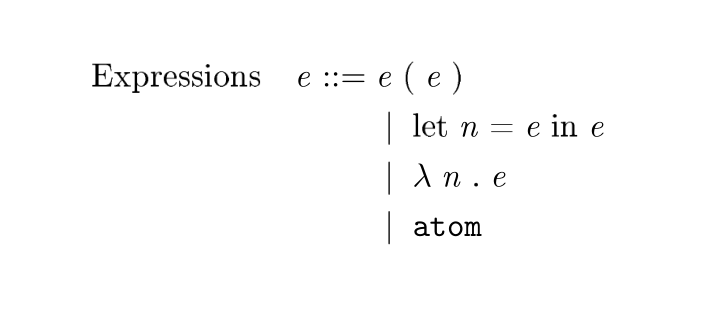 Expressions e ::= e ( e )
| let n = e in e
| λ n . e
| atom